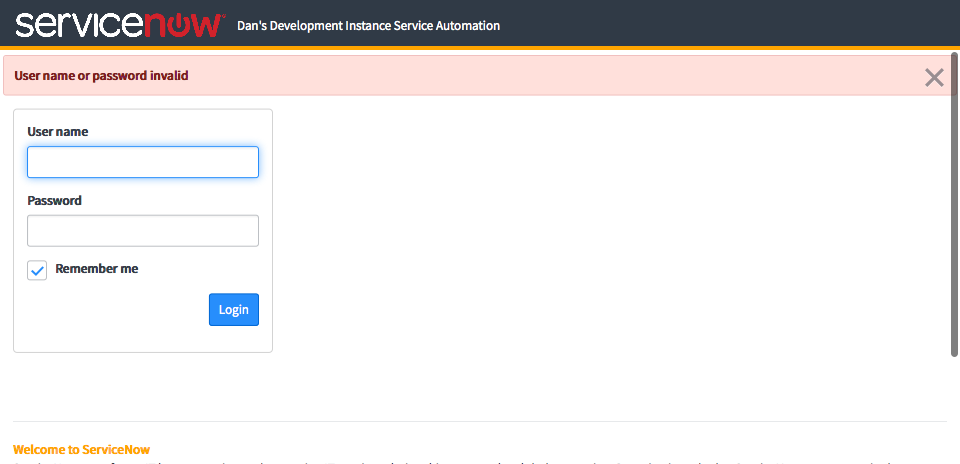 servicenow Dan's Development Instance Service Automation
User name or password invalid
User name
Password
Remember me
Login
Welcome to ServiceNow